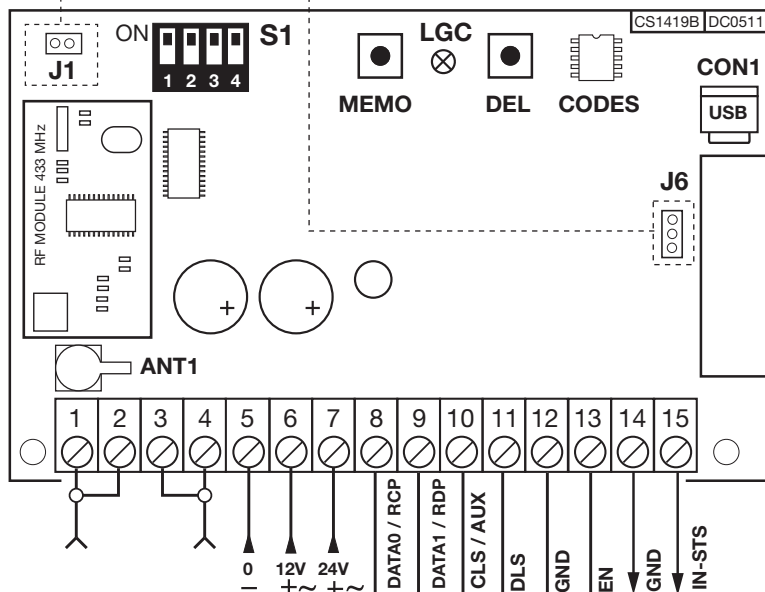 CS1419B DC0511
ON S1
1 2 3 4
J1
LGC
MEMO
DEL
CODES
CON1
USB
RF MODULE 433 MHz
J6
+
+
ANT1
1 2 3 4 5 6 7 8 9 10 11 12 13 14 15
0
–
12V
+~
24V
+~
DATA0 / RCP
DATA1 / RDP
CLS / AUX
DLS
GND
EN
GND
IN-STS